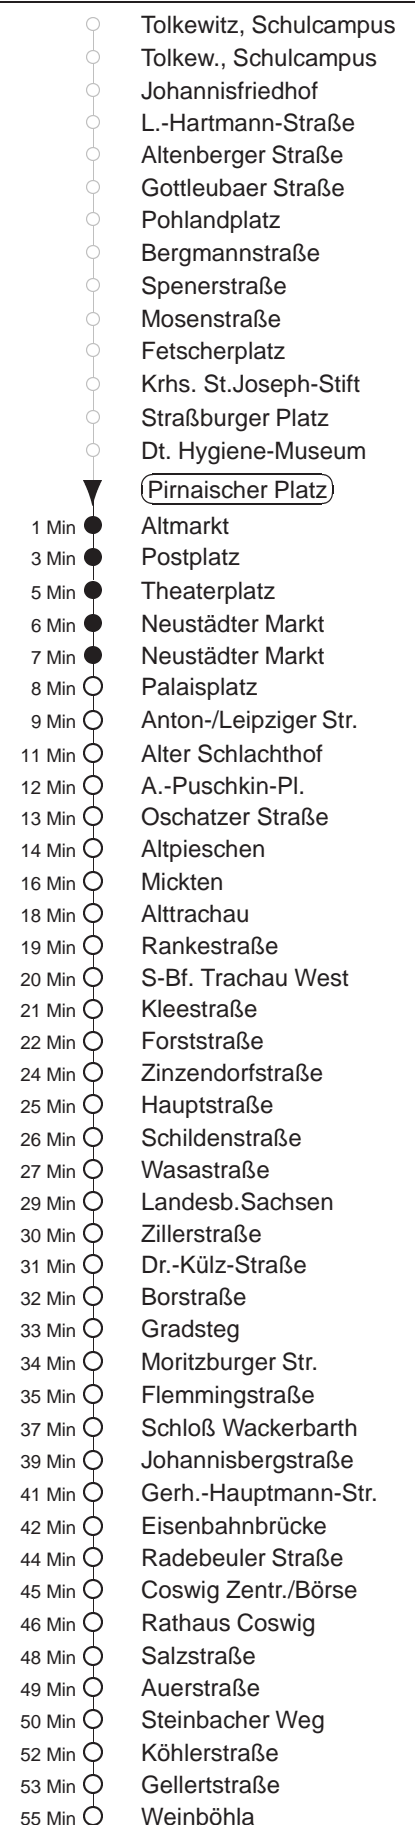 Tolkewitz, Schulcampus
Tolkew., Schulcampus
Johannisfriedhof
L.-Hartmann-Straße
Altenberger Straße
Gottleubaer Straße
Pohlandplatz
Bergmannstraße
Spenerstraße
Mosenstraße
Fetscherplatz
Krhs. St.Joseph-Stift
Straßburger Platz
Dt. Hygiene-Museum
Pirnaischer Platz
1 Min Altmarkt
3 Min Postplatz
5 Min Theaterplatz
6 Min Neustädter Markt
7 Min Neustädter Markt
8 Min Palaisplatz
9 Min Anton-/Leipziger Str.
11 Min Alter Schlachthof
12 Min A.-Puschkin-Pl.
13 Min Oschatzer Straße
14 Min Altpieschen
16 Min Mickten
18 Min Alttrachau
19 Min Rankestraße
20 Min S-Bf. Trachau West
21 Min Kleestraße
22 Min Forststraße
24 Min Zinzendorfstraße
25 Min Hauptstraße
26 Min Schildenstraße
27 Min Wasastraße
29 Min Landesb.Sachsen
30 Min Zillerstraße
31 Min Dr.-Külz-Straße
32 Min Borstraße
33 Min Gradsteg
34 Min Moritzburger Str.
35 Min Flemmingstraße
37 Min Schloß Wackerbarth
39 Min Johannisbergstraße
41 Min Gerh.-Hauptmann-Str.
42 Min Eisenbahnbrücke
44 Min Radebeuler Straße
45 Min Coswig Zentr./Börse
46 Min Rathaus Coswig
48 Min Salzstraße
49 Min Auerstraße
50 Min Steinbacher Weg
52 Min Köhlerstraße
53 Min Gellertstraße
55 Min Weinböhla